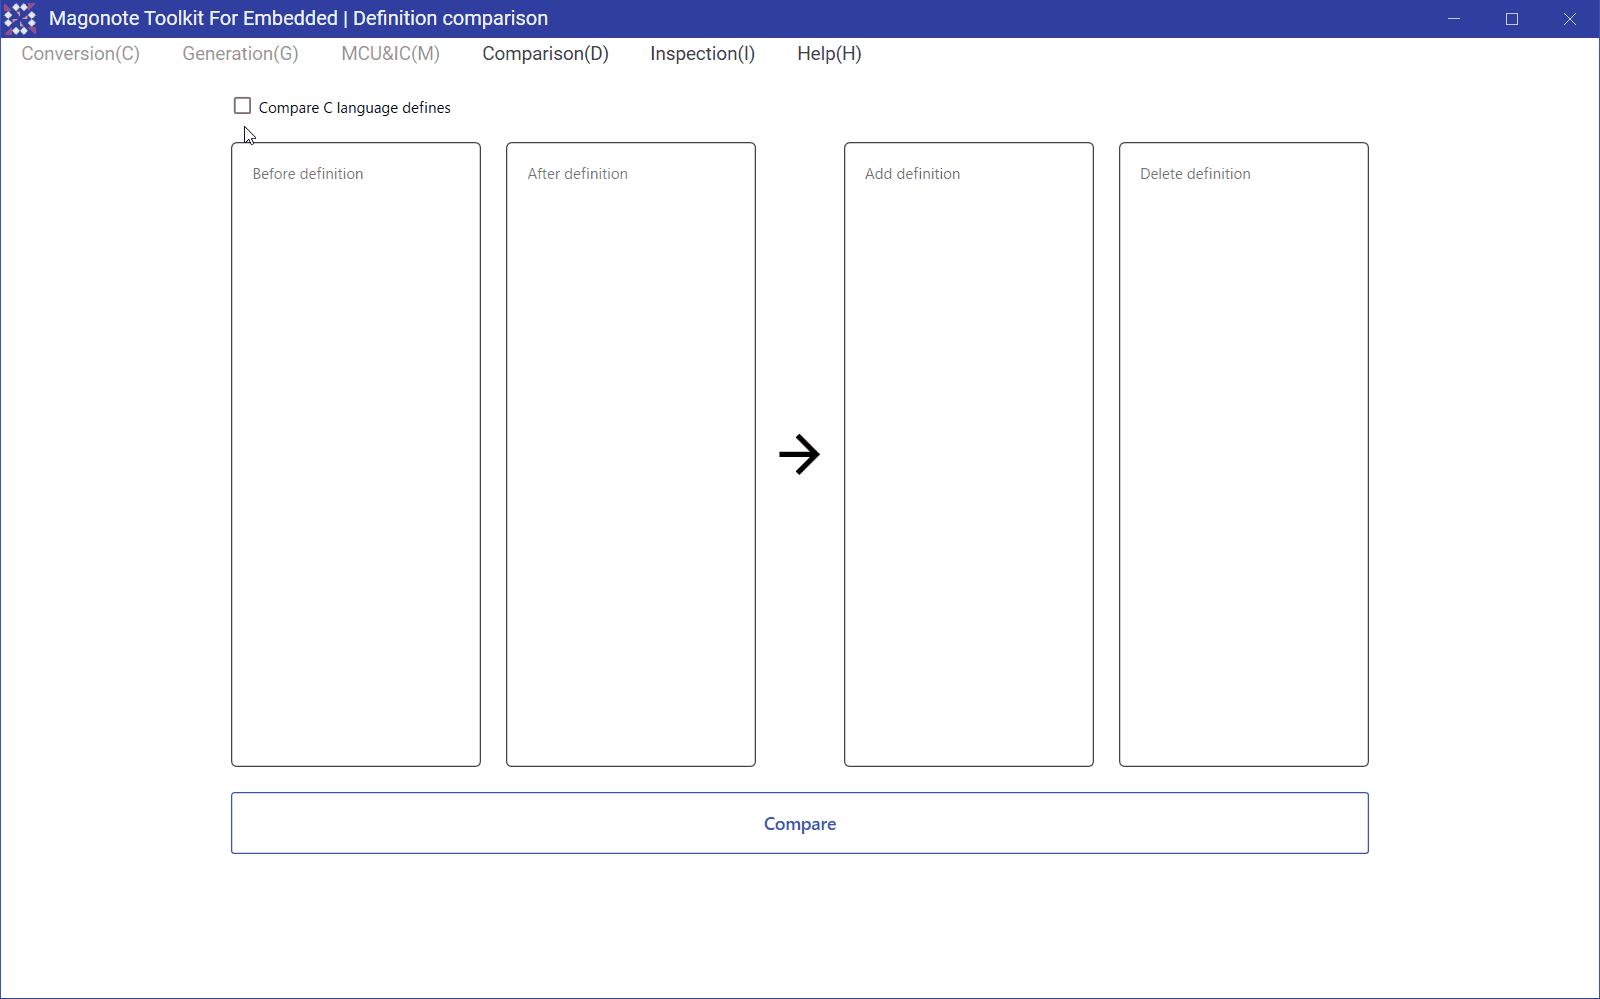 Magonote Toolkit For Embedded | Definition comparison
Conversion(C) Generation(G) MCU&IC(M) Comparison(D) Inspection(I) Help(H)
Compare C language defines
Before definition After definition Add definition Delete definition
Compare